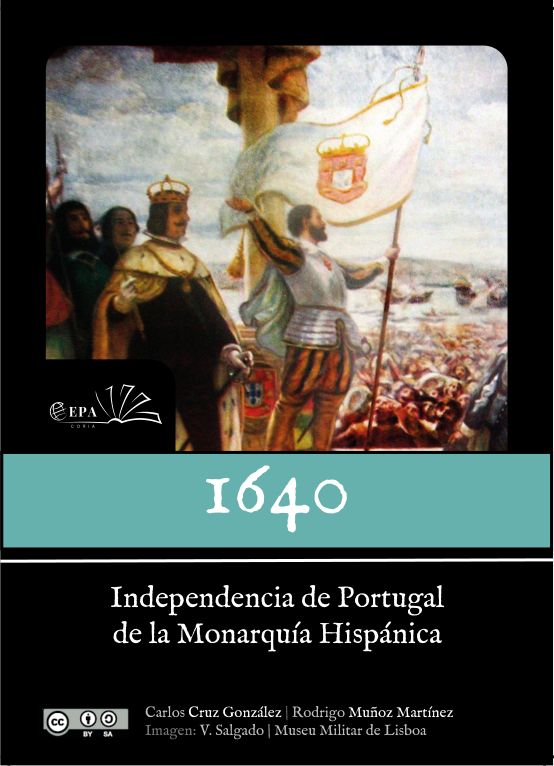 EPA
CORIA
1640
Independencia de Portugal
de la Monarquía Hispánica
cc BY SA
Carlos Cruz González | Rodrigo Muñoz Martínez
Imagen: V. Salgado | Museu Militar de Lisboa